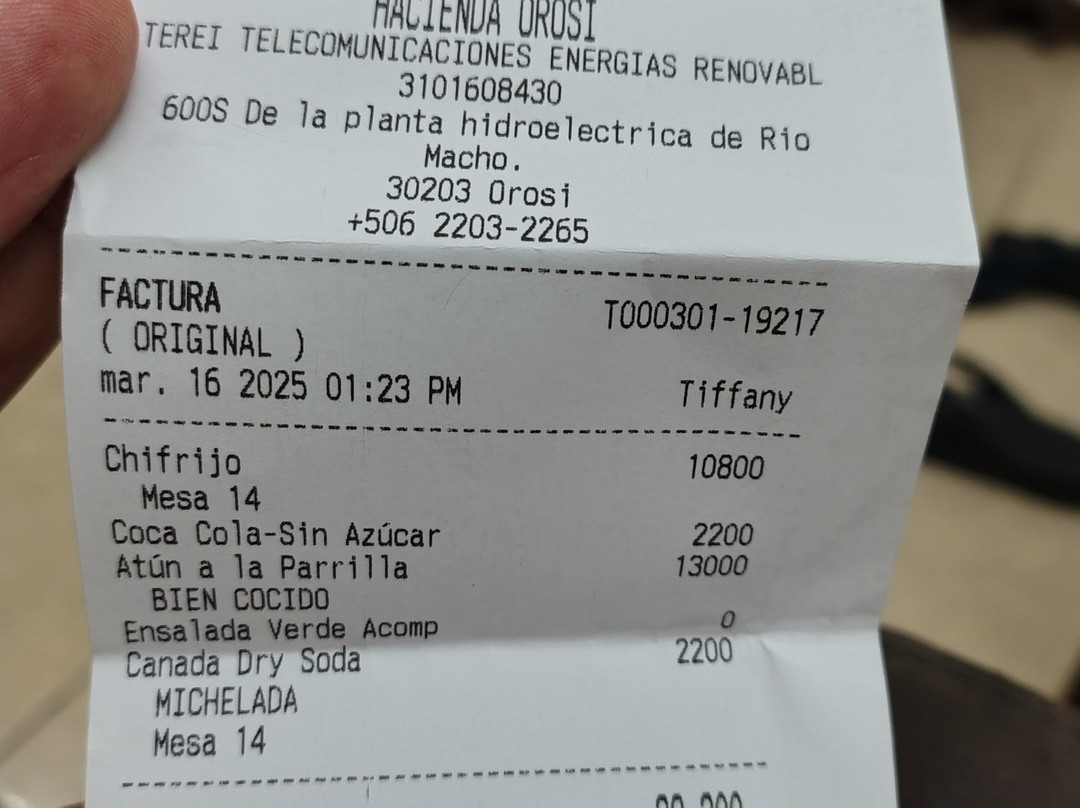 HACIENDA OROSI
TEREI TELECOMUNICACIONES ENERGIAS RENOVABL
3101608430
600S De la planta hidroelectrica de Rio
Macho.
30203 Orosi
+506 2203-2265
FACTURA T000301-19217
( ORIGINAL )
mar. 16 2025 01:23 PM Tiffany
Chifrijo 10800
Mesa 14
Coca Cola-Sin Azúcar 2200
Atún a la Parrilla 13000
BIEN COCIDO
Ensalada Verde Acomp 0
Canada Dry Soda 2200
MICHELADA
Mesa 14